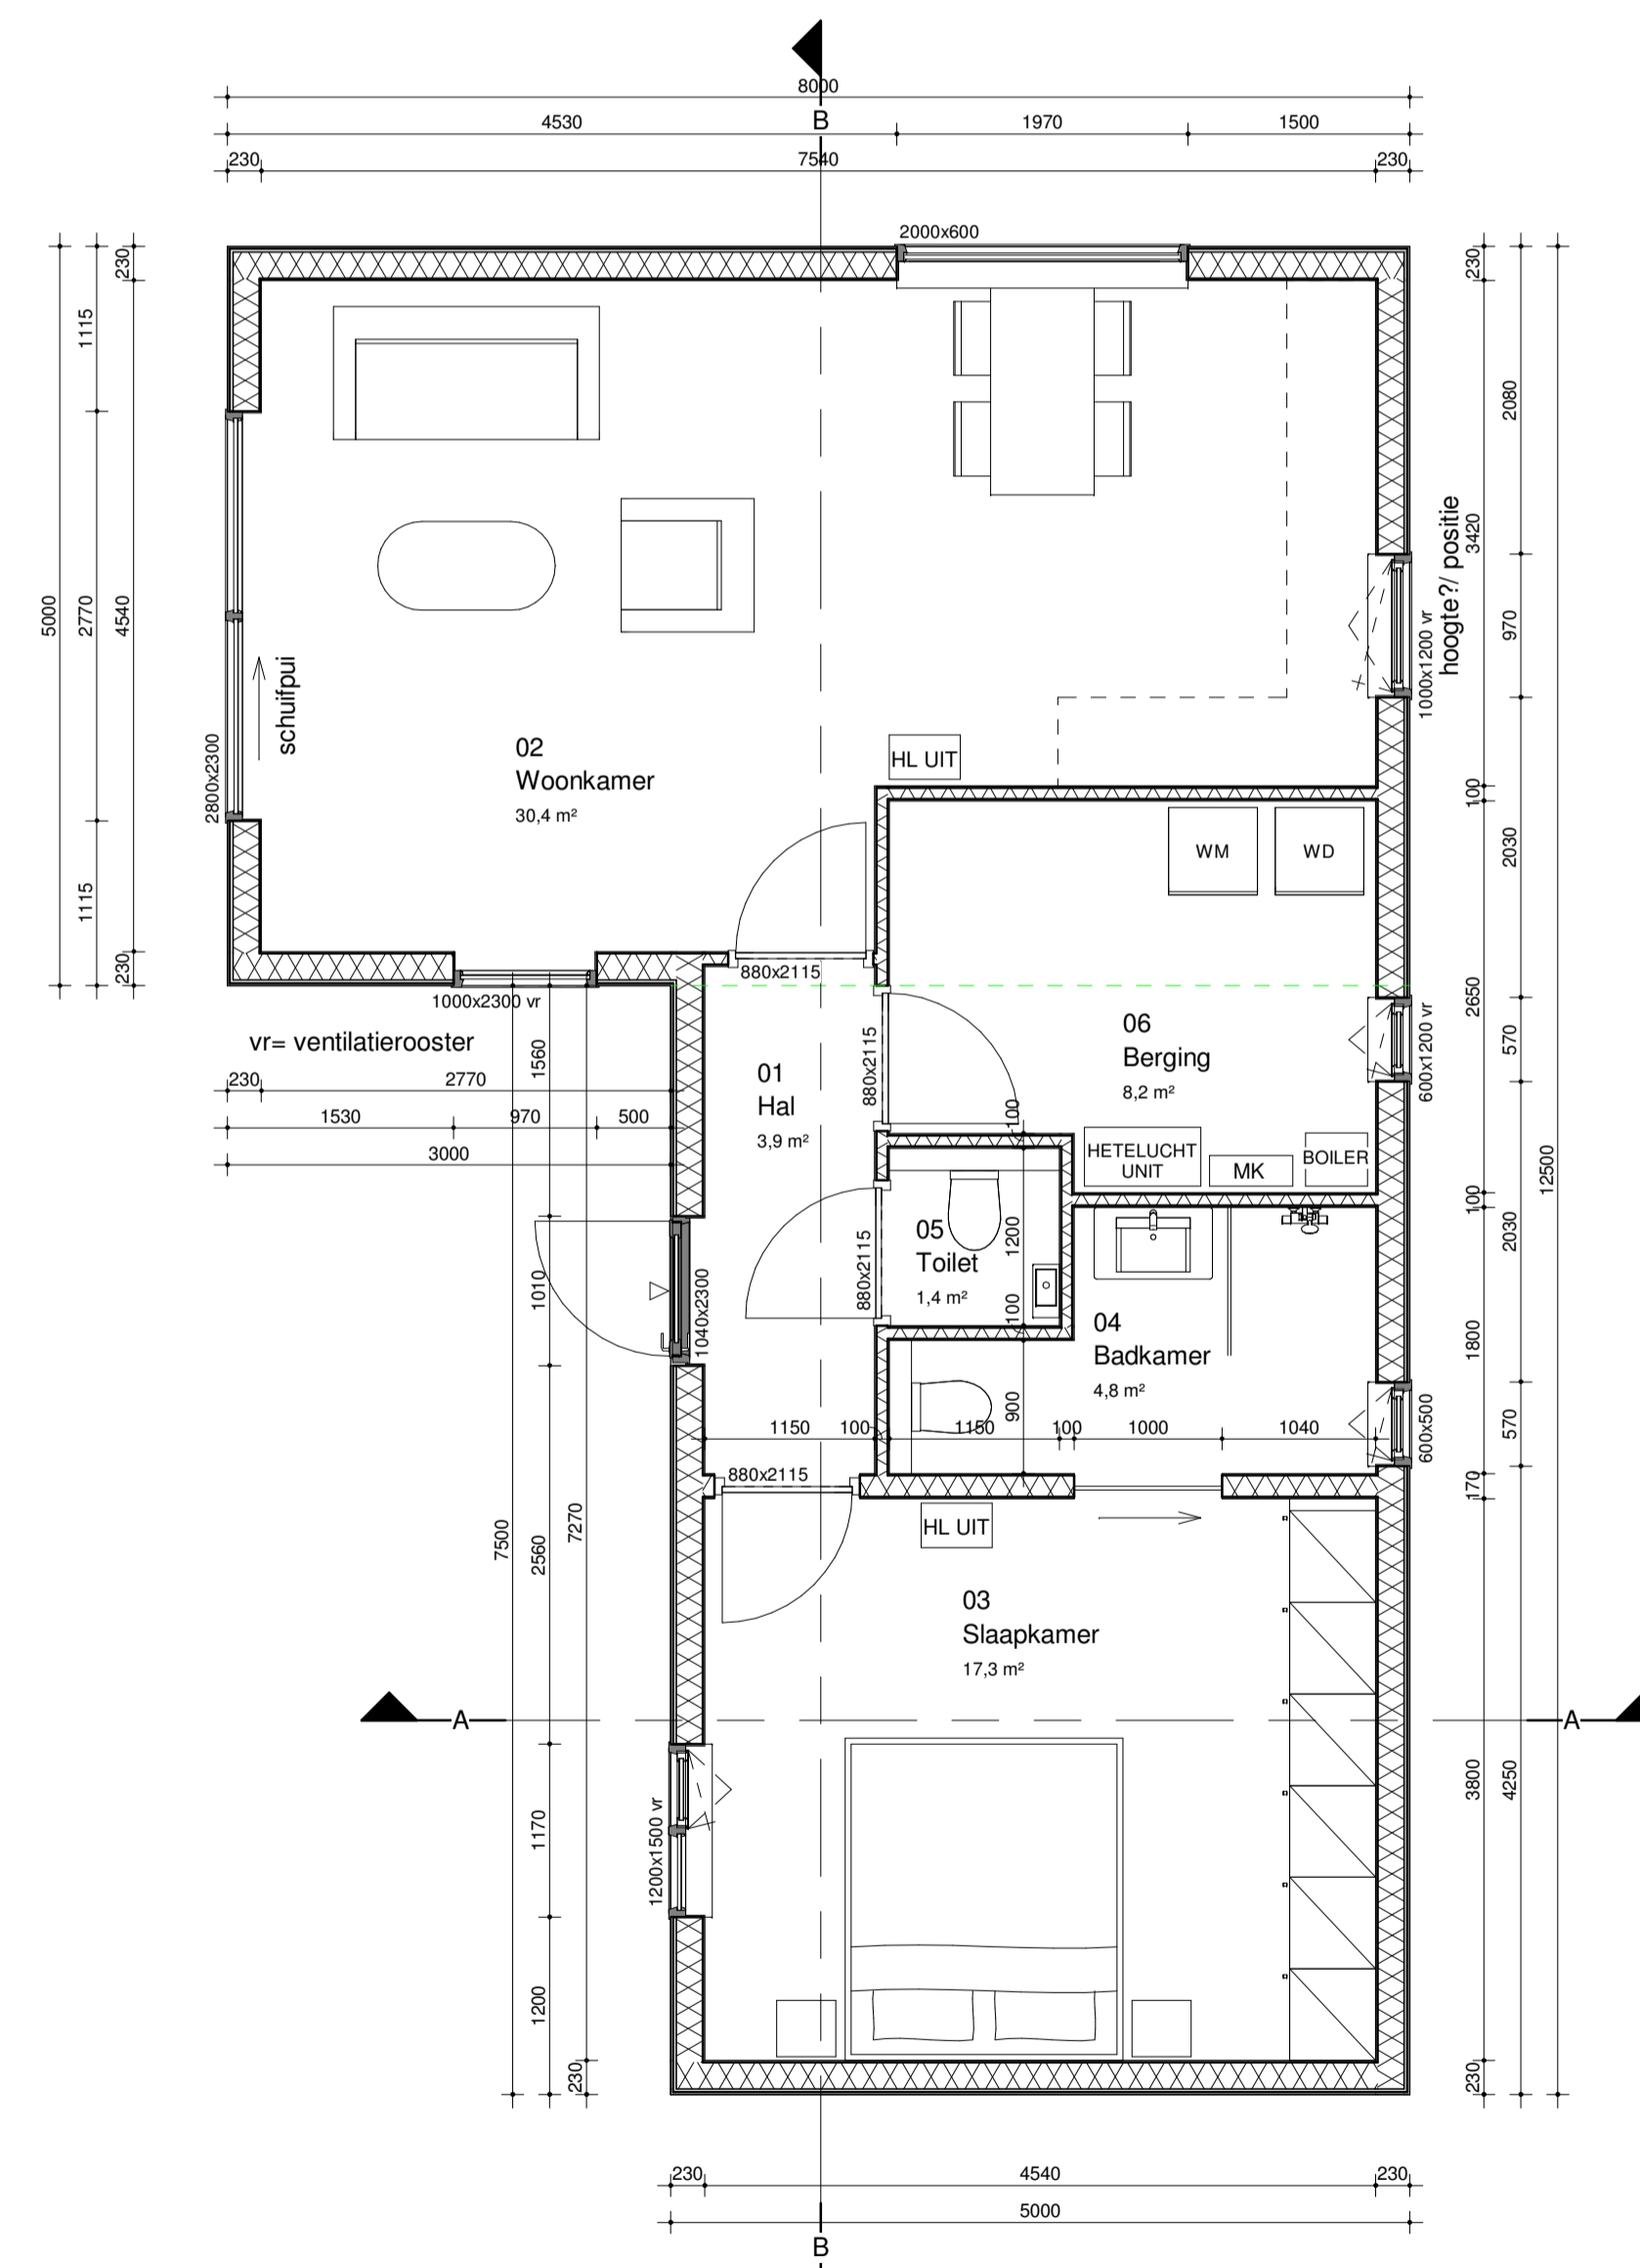 8000
B
4530
1970
1500
230
7540
230
2000x600
230
1115
5000
2770
4540
1115
230
2800x2300
schuifpui
02
Woonkamer
30,4 m²
HL UIT
230
2080
3420
hoogte?/ positie
1000x1200 vr
970
100
2030
WM
WD
880x2115
1000x2300 vr
vr= ventilatierooster
230
2770
1530
970
500
3000
1560
01
Hal
3,9 m²
880x2115
06
Berging
8,2 m²
100
HETELUCHT
UNIT
MK
BOILER
2650
600x1200 vr
570
12500
100
2030
1010
1040x2300
880x2115
05
Toilet
1,4 m²
1200
100
04
Badkamer
4,8 m²
1800
900
1150
100
1150
100
1000
1040
600x500
570
170
880x2115
HL UIT
7500
2560
7270
03
Slaapkamer
17,3 m²
A
A
3800
4250
1200x1500 vr
1170
1200
230
230
230
4540
230
5000
B